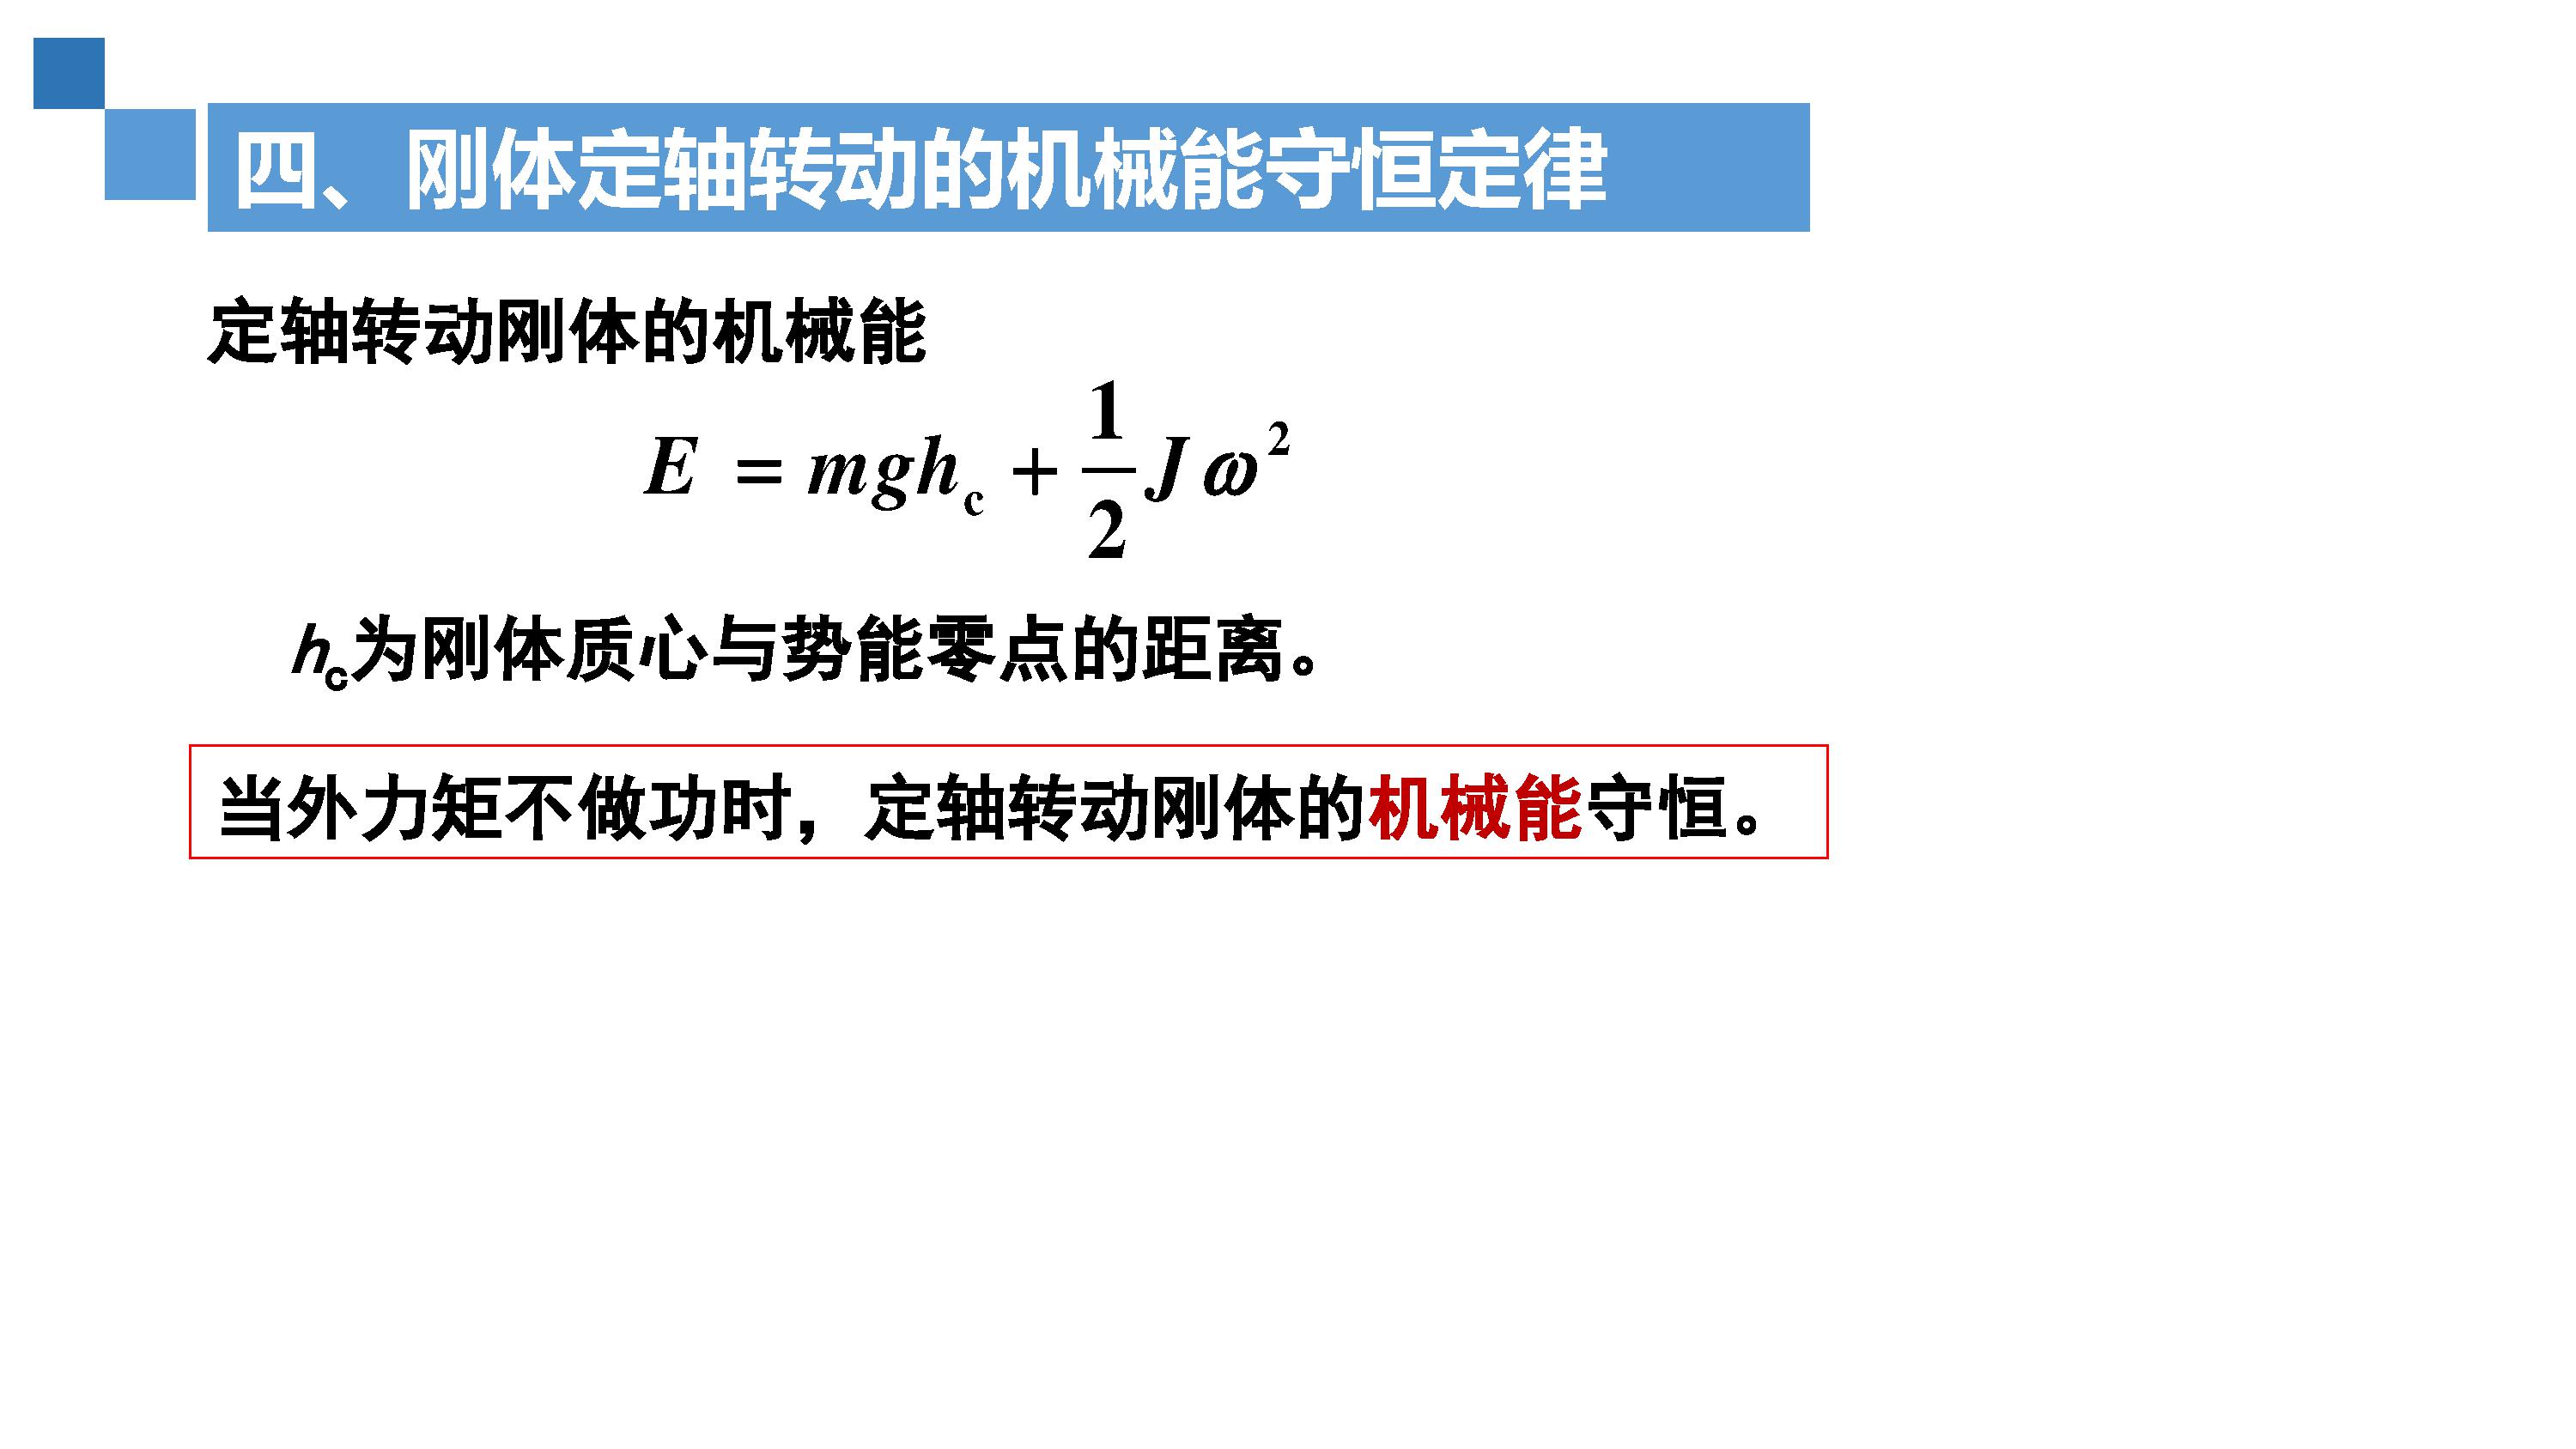 四、刚体定轴转动的机械能守恒定律
定轴转动刚体的机械能
E = mgh_c + \frac{1}{2} J ω^2
h_c为刚体质心与势能零点的距离。
当外力矩不做功时，定轴转动刚体的机械能守恒。